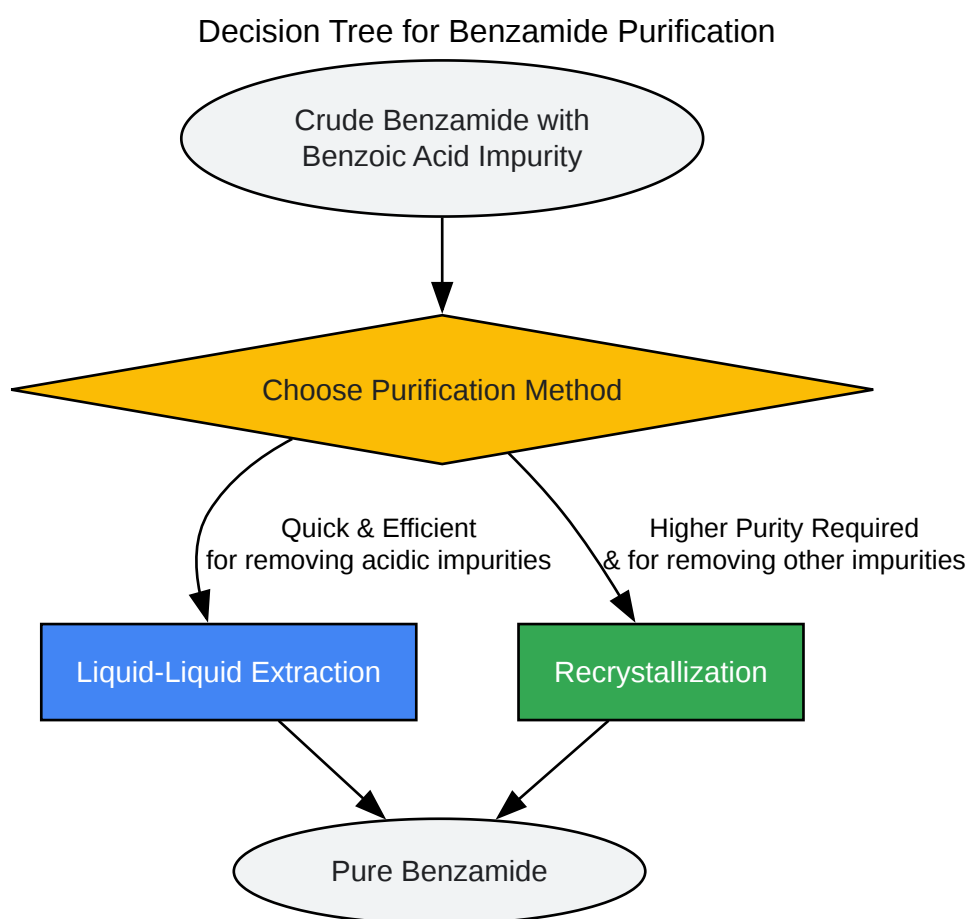 Decision Tree for Benzamide Purification
Crude Benzamide with
Benzoic Acid Impurity
Choose Purification Method
Quick & Efficient
for removing acidic impurities
Higher Purity Required
& for removing other impurities
Liquid-Liquid Extraction
Recrystallization
Pure Benzamide